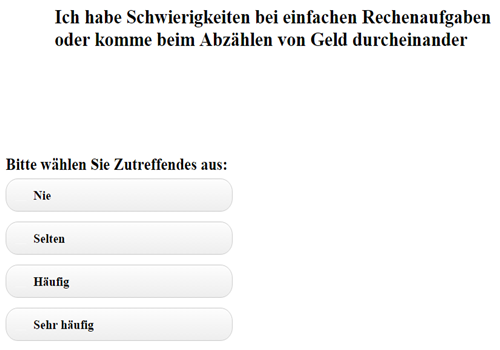 Ich habe Schwierigkeiten bei einfachen Rechenaufgaben
oder komme beim Abzählen von Geld durcheinander
Bitte wählen Sie Zutreffendes aus:
Nie
Selten
Häufig
Sehr häufig